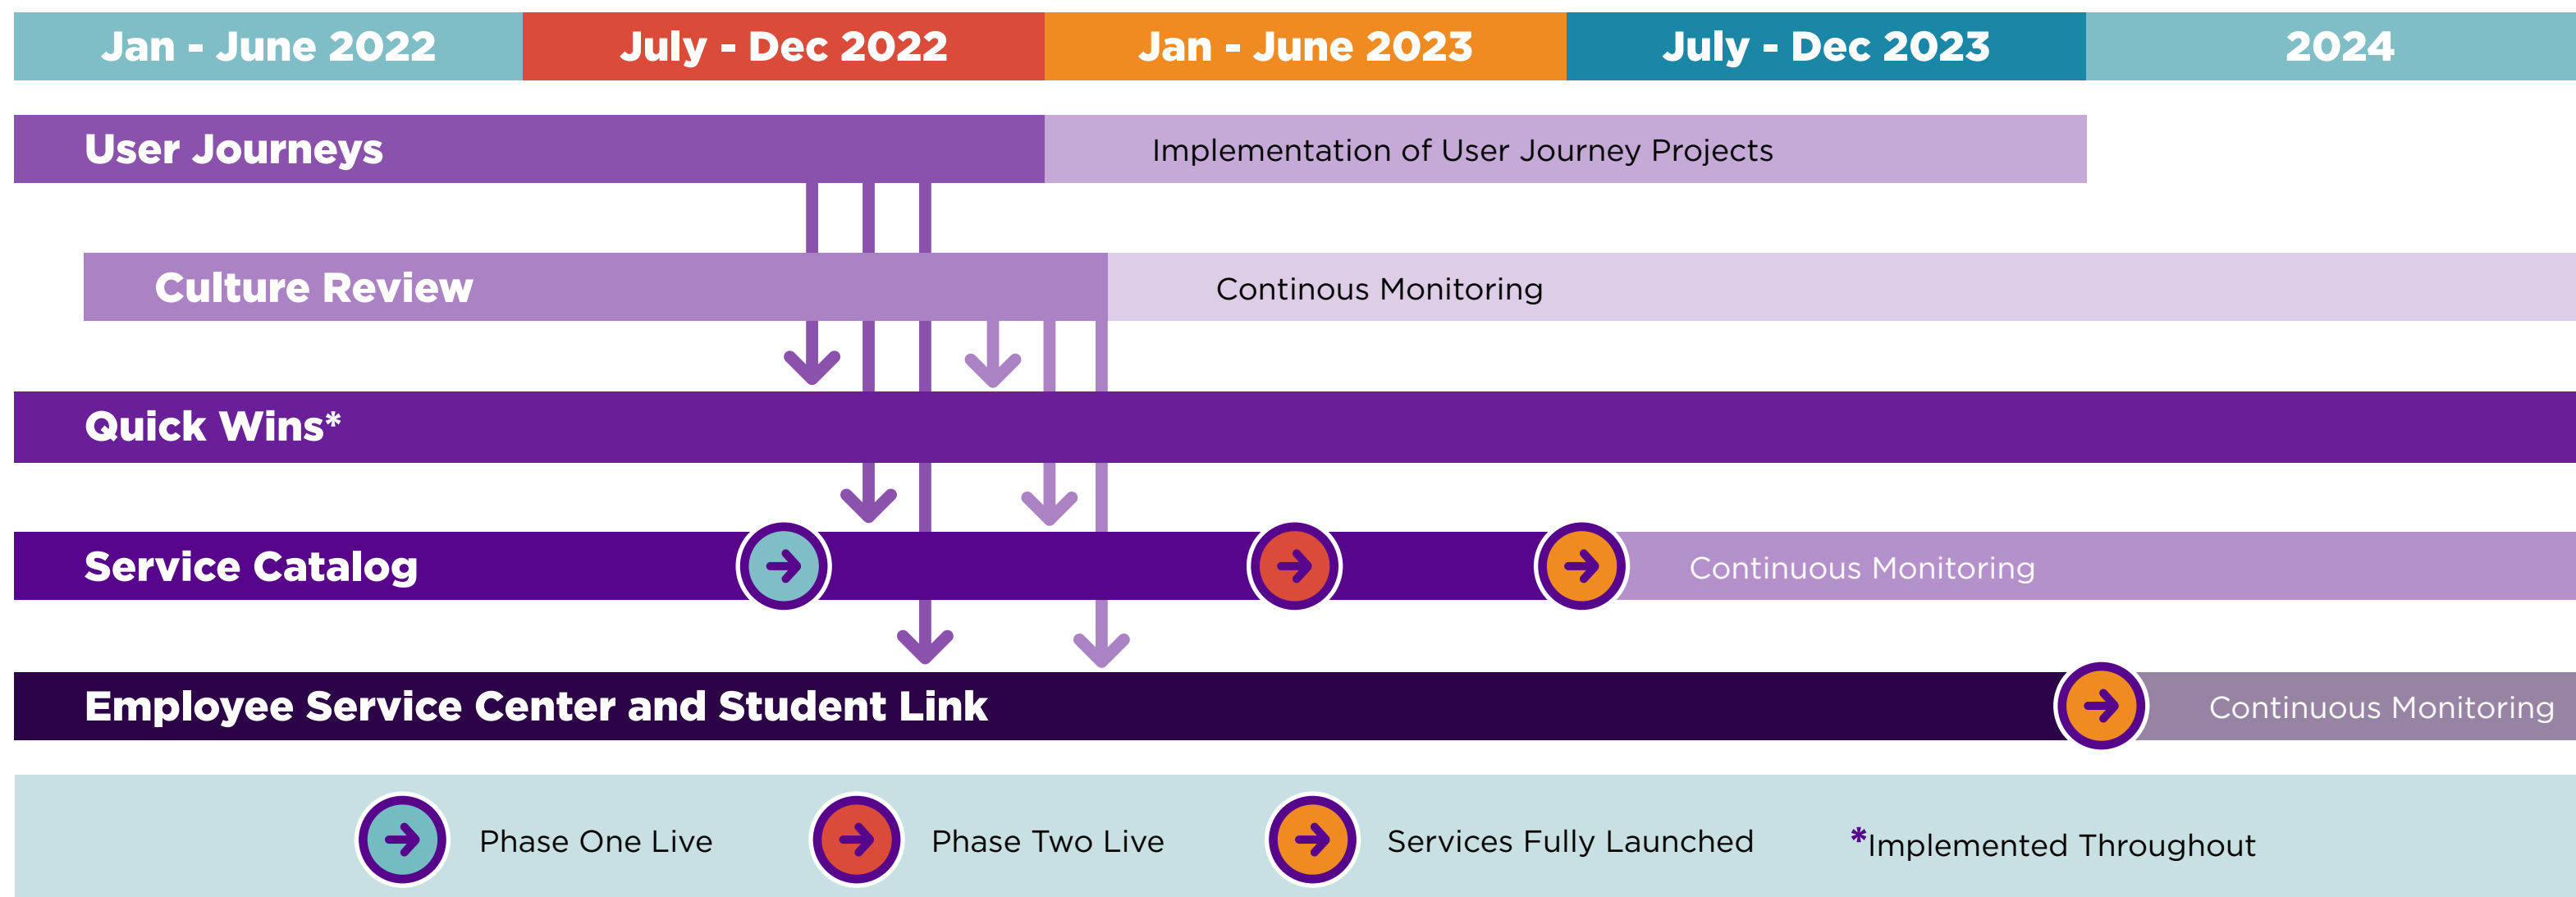 Jan - June 2022
July - Dec 2022
Jan - June 2023
July - Dec 2023
2024
User Journeys
Implementation of User Journey Projects
Culture Review
Continous Monitoring
Quick Wins*
Service Catalog
Continuous Monitoring
Employee Service Center and Student Link
Continuous Monitoring
Phase One Live
Phase Two Live
Services Fully Launched
*Implemented Throughout